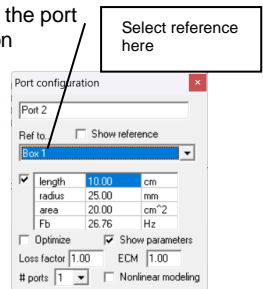 the port
on
Select reference
here
Port configuration
Port 2
Ref to... Show reference
Box 1
length 10.00 cm
radius 25.00 mm
area 20.00 cm^2
Fb 26.76 Hz
Optimize Show parameters
Loss factor 1.00 ECM 1.00
# ports 1 Nonlinear modeling